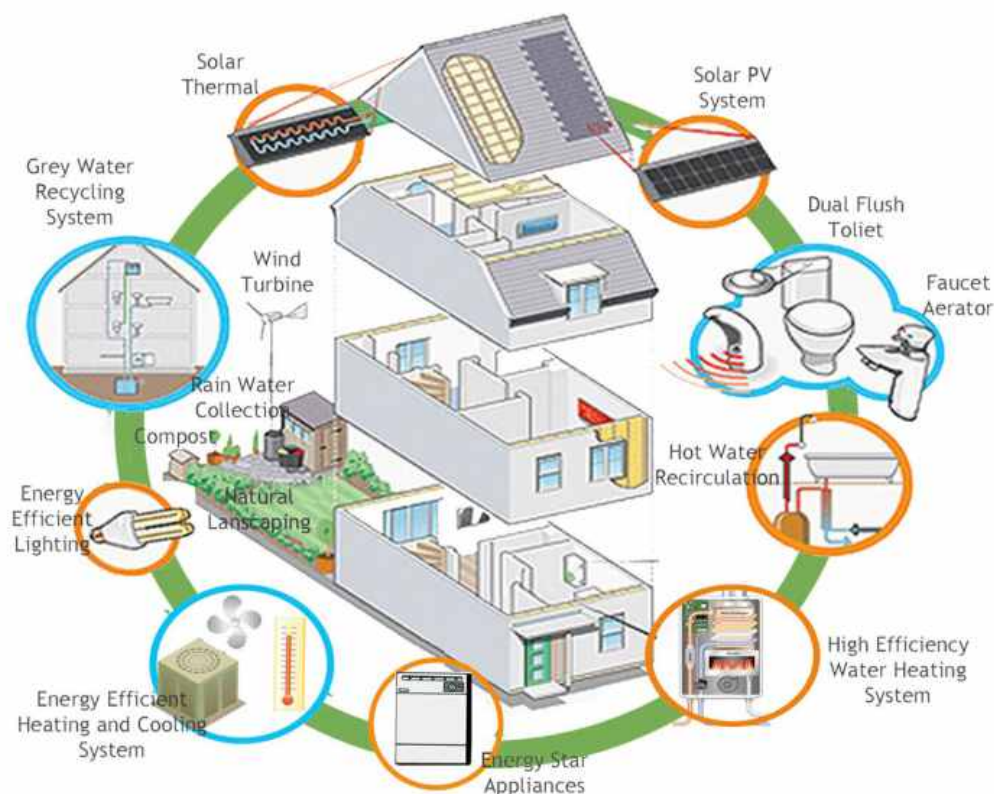 Solar
Thermal
Solar PV
System
Grey Water
Recycling
System
Dual Flush
Toliet
Wind
Turbine
Faucet
Aerator
Rain Water
Collection
Compost
Hot Water
Recirculation
Natural
Lanscaping
Energy
Efficient
Lighting
High Efficiency
Water Heating
System
Energy Efficient
Heating and Cooling
System
Energy Star
Appliances